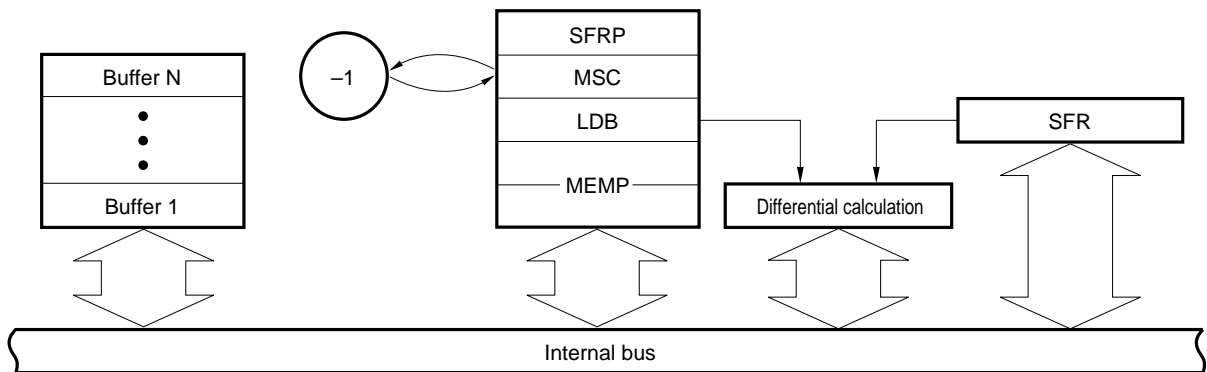 Buffer N
Buffer 1
–1
SFRP
MSC
LDB
MEMP
Differential calculation
SFR
Internal bus